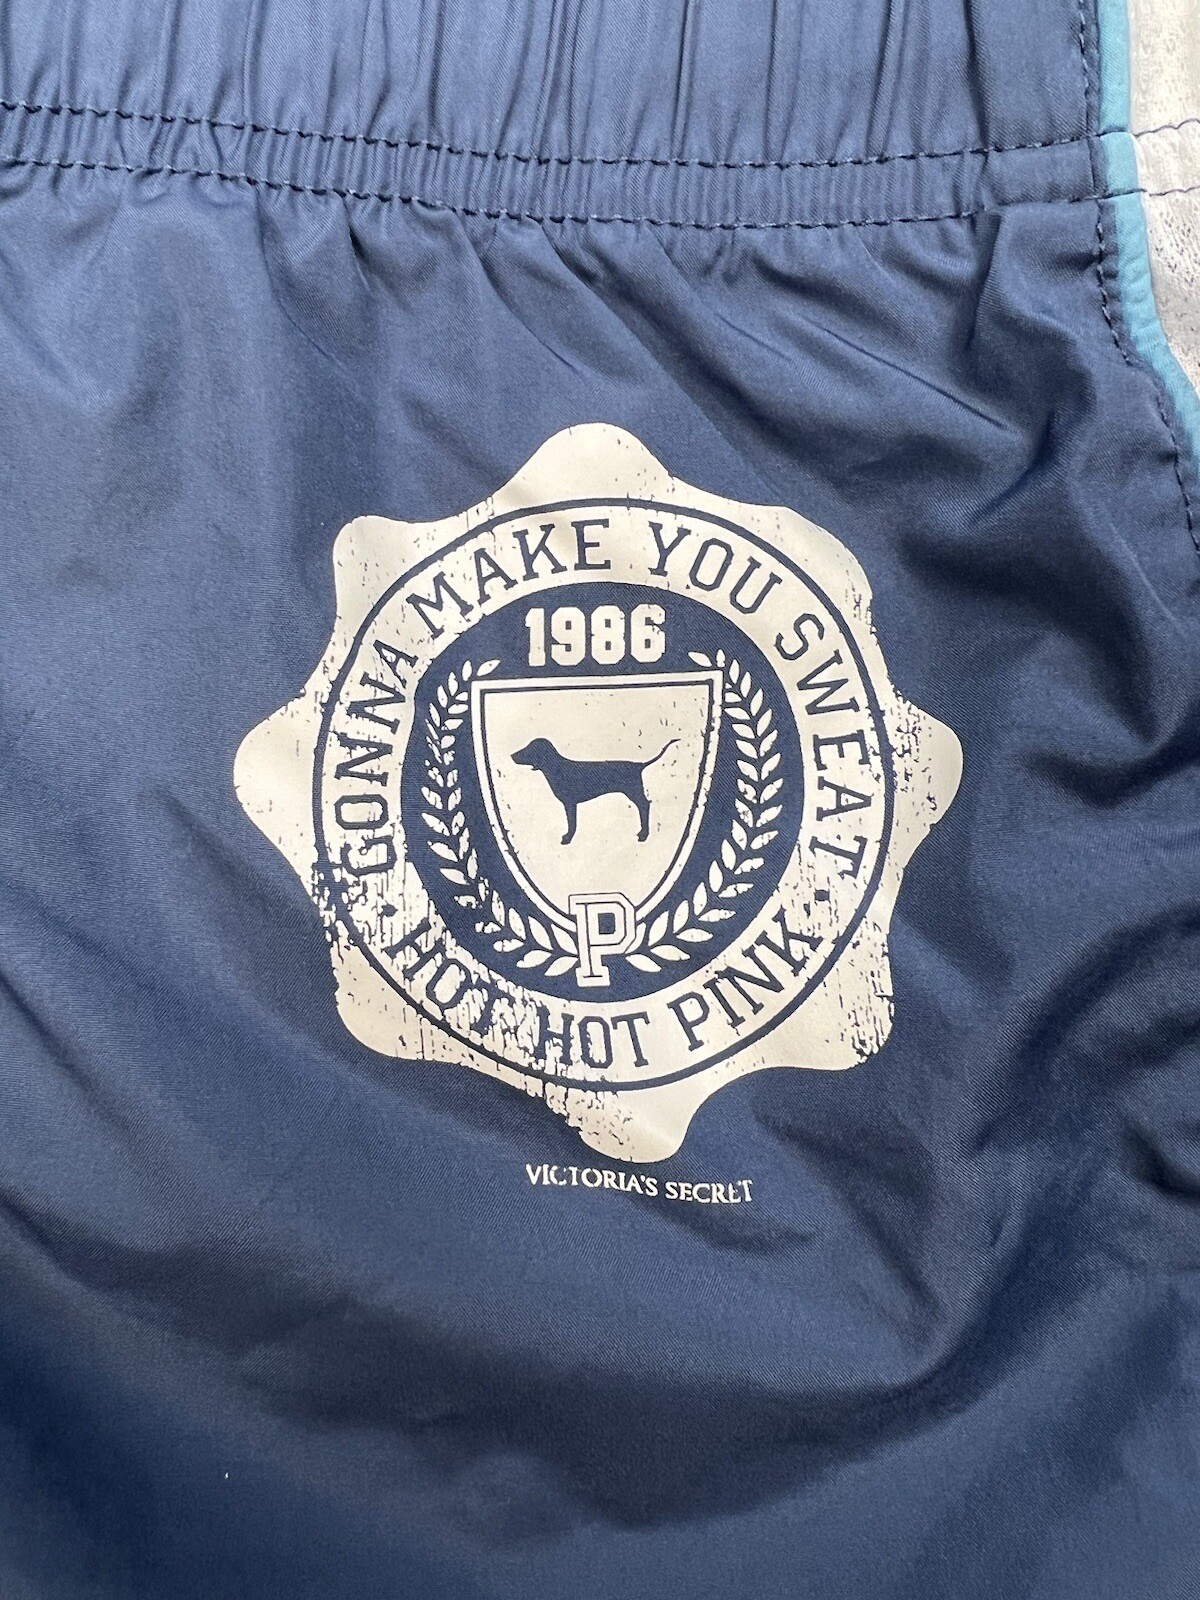 GONNA MAKE YOU SWEAT
1986
P
· HOT HOT PINK ·
VICTORIA'S SECRET